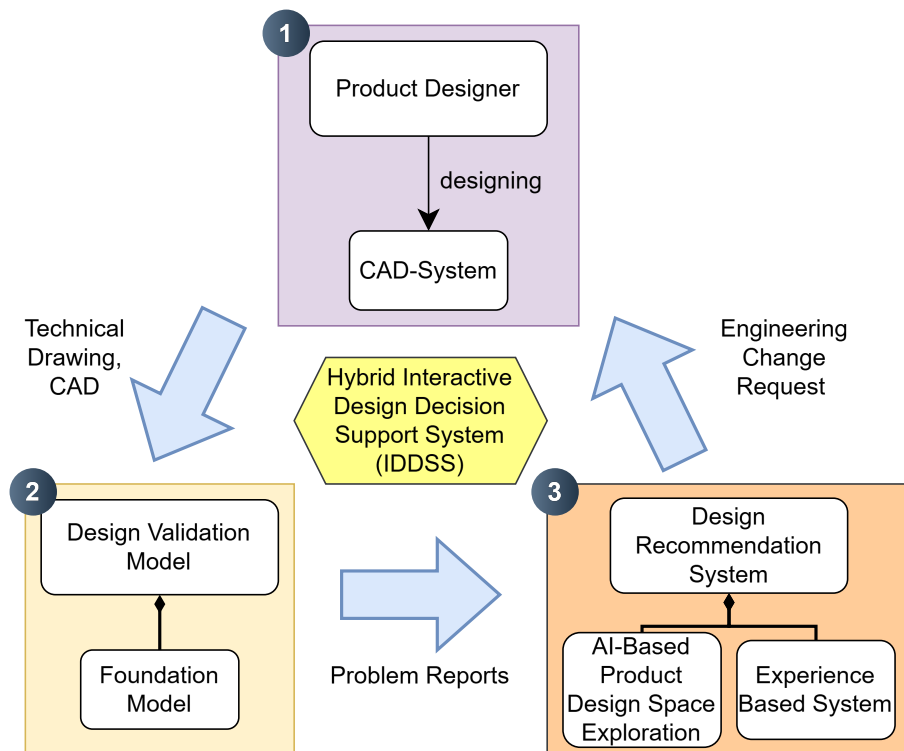 1
Product Designer
designing
CAD-System
Technical
Drawing,
CAD
Engineering
Change
Request
Hybrid Interactive
Design Decision
Support System
(IDDSS)
2
Design Validation
Model
Foundation
Model
Problem Reports
3
Design
Recommendation
System
AI-Based
Product
Design Space
Exploration
Experience
Based System